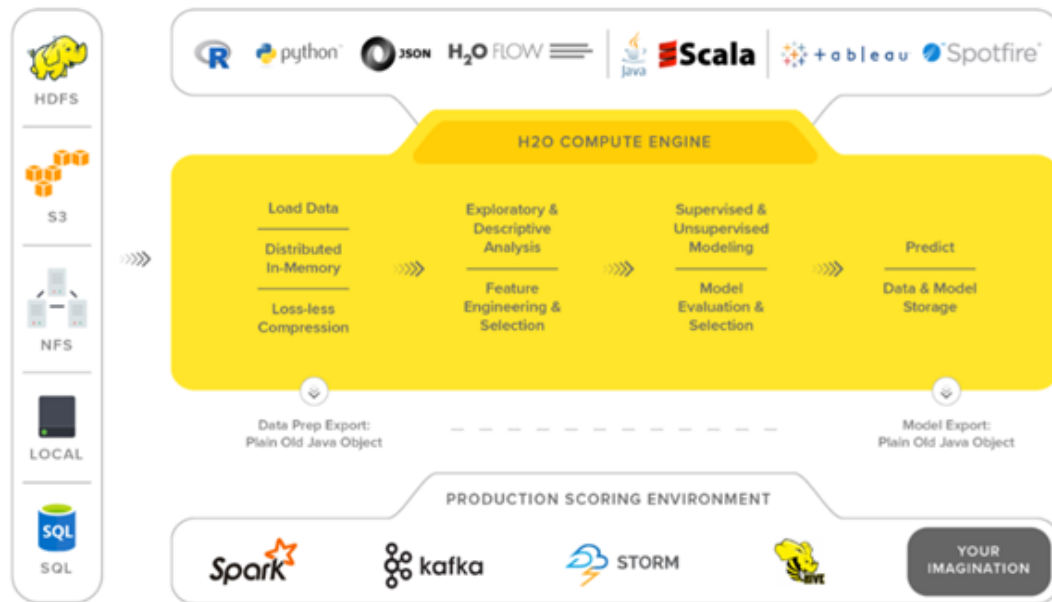 HDFS
S3
NFS
LOCAL
SQL
SQL
R
python
JSON
H2O FLOW
Java
Scala
+ a b l e a u
Spotfire
H2O COMPUTE ENGINE
Load Data
Distributed
In-Memory
Loss-less
Compression
Exploratory &
Descriptive
Analysis
Feature
Engineering &
Selection
Supervised &
Unsupervised
Modeling
Model
Evaluation &
Selection
Predict
Data & Model
Storage
Data Prep Export:
Plain Old Java Object
Model Export:
Plain Old Java Object
PRODUCTION SCORING ENVIRONMENT
Spark
kafka
STORM
HIVE
YOUR
IMAGINATION